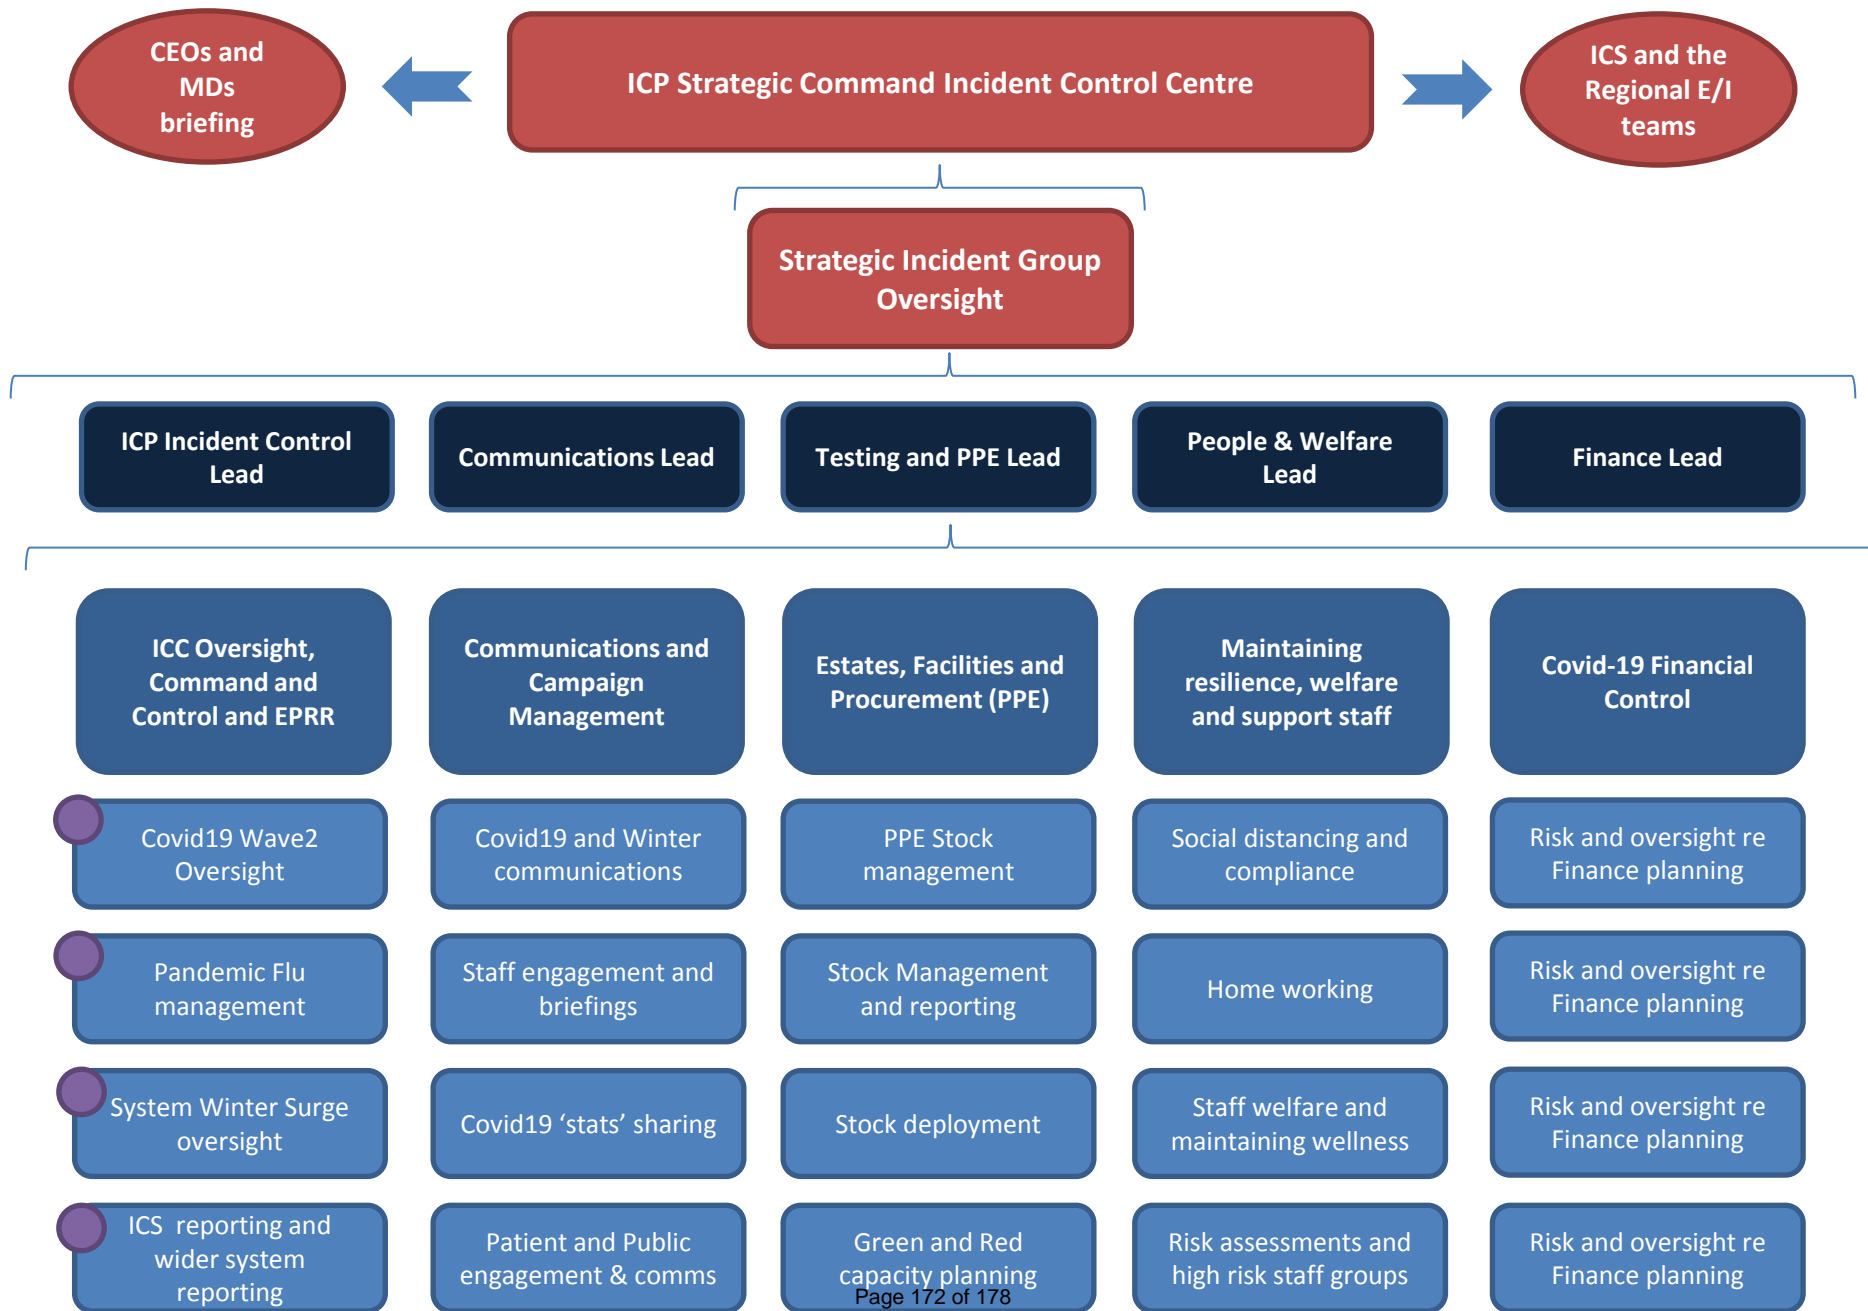 CEOs and
MDs
briefing
ICP Strategic Command Incident Control Centre
ICS and the
Regional E/I
teams
Strategic Incident Group
Oversight
ICP Incident Control
Lead
Communications Lead
Testing and PPE Lead
People & Welfare
Lead
Finance Lead
ICC Oversight,
Command and
Control and EPRR
Communications and
Campaign
Management
Estates, Facilities and
Procurement (PPE)
Maintaining
resilience, welfare
and support staff
Covid-19 Financial
Control
Covid19 Wave2
Oversight
Covid19 and Winter
communications
PPE Stock
management
Social distancing and
compliance
Risk and oversight re
Finance planning
Pandemic Flu
management
Staff engagement and
briefings
Stock Management
and reporting
Home working
Risk and oversight re
Finance planning
System Winter Surge
oversight
Covid19 ‘stats’ sharing
Stock deployment
Staff welfare and
maintaining wellness
Risk and oversight re
Finance planning
ICS reporting and
wider system
reporting
Patient and Public
engagement & comms
Green and Red
capacity planning
Risk assessments and
high risk staff groups
Risk and oversight re
Finance planning
Page 172 of 178